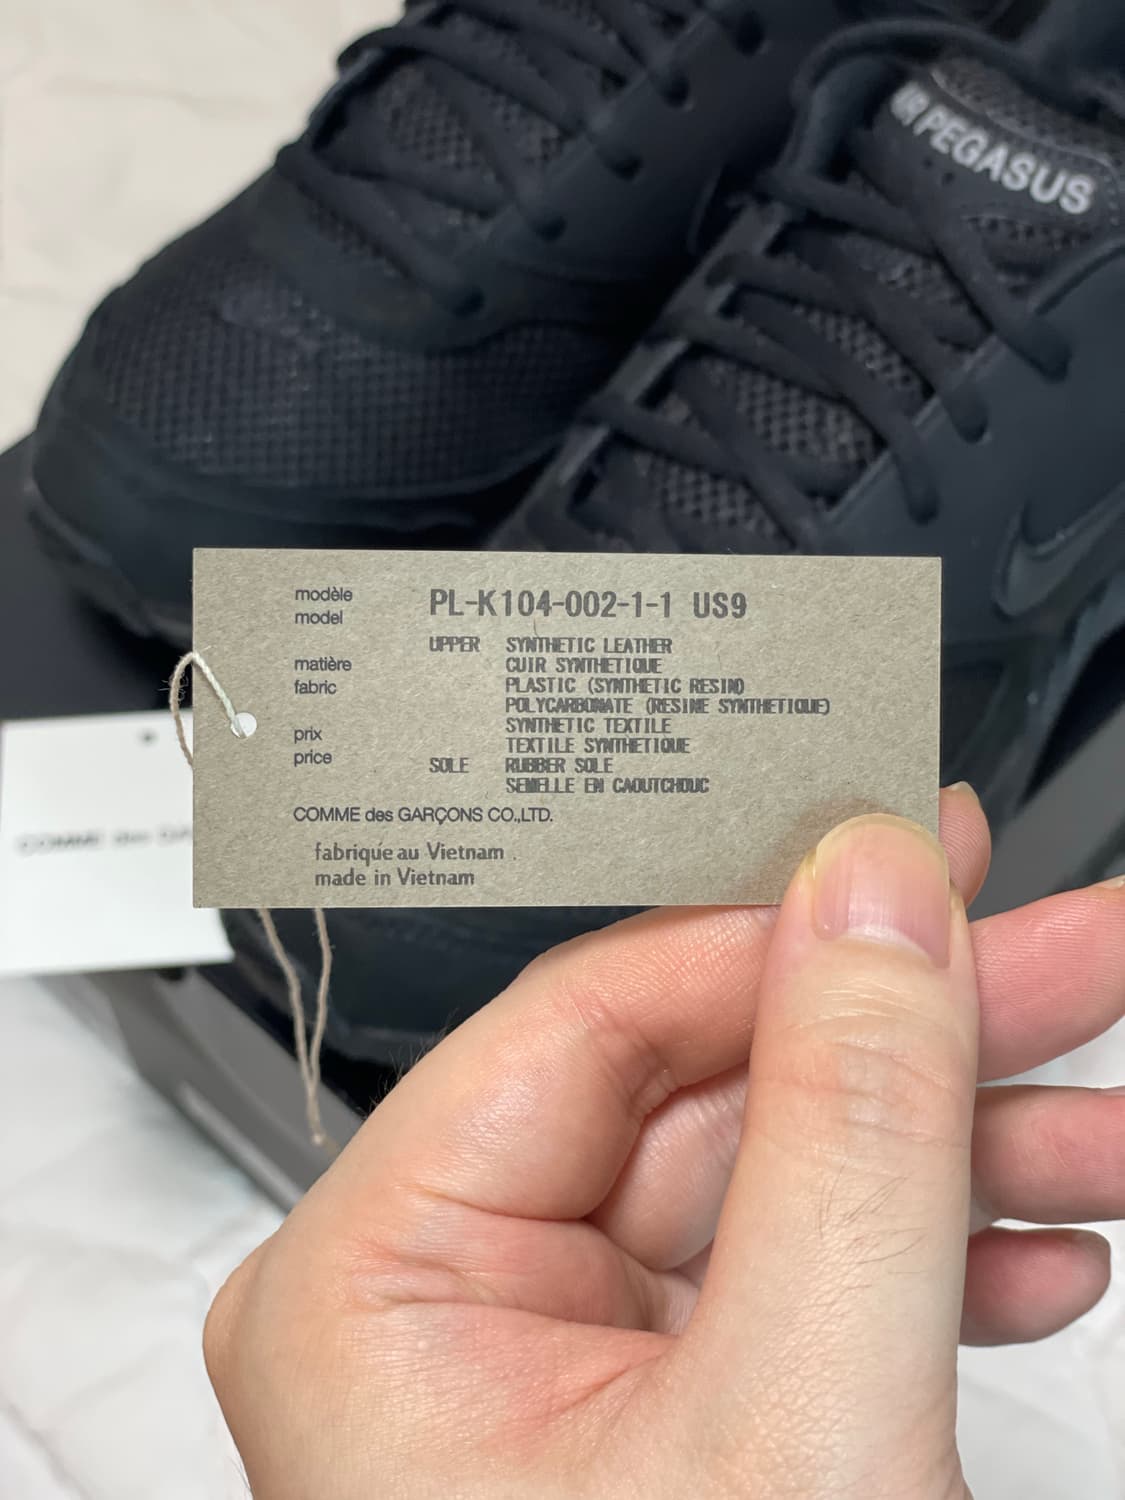 PEGASUS
modèle
model
PL-K104-002-1-1 US9
UPPER SYNTHETIC LEATHER
matière
CUIR SYNTHETIQUE
fabric
PLASTIC (SYNTHETIC RESIN)
POLYCARBONATE (RESINE SYNTHETIQUE)
SYNTHETIC TEXTILE
prix
TEXTILE SYNTHETIQUE
price
SOLE RUBBER SOLE
SEMELLE EN CAOUTCHOUC
COMME des GARÇONS CO.,LTD.
fabriqué au Vietnam
made in Vietnam
COMME des